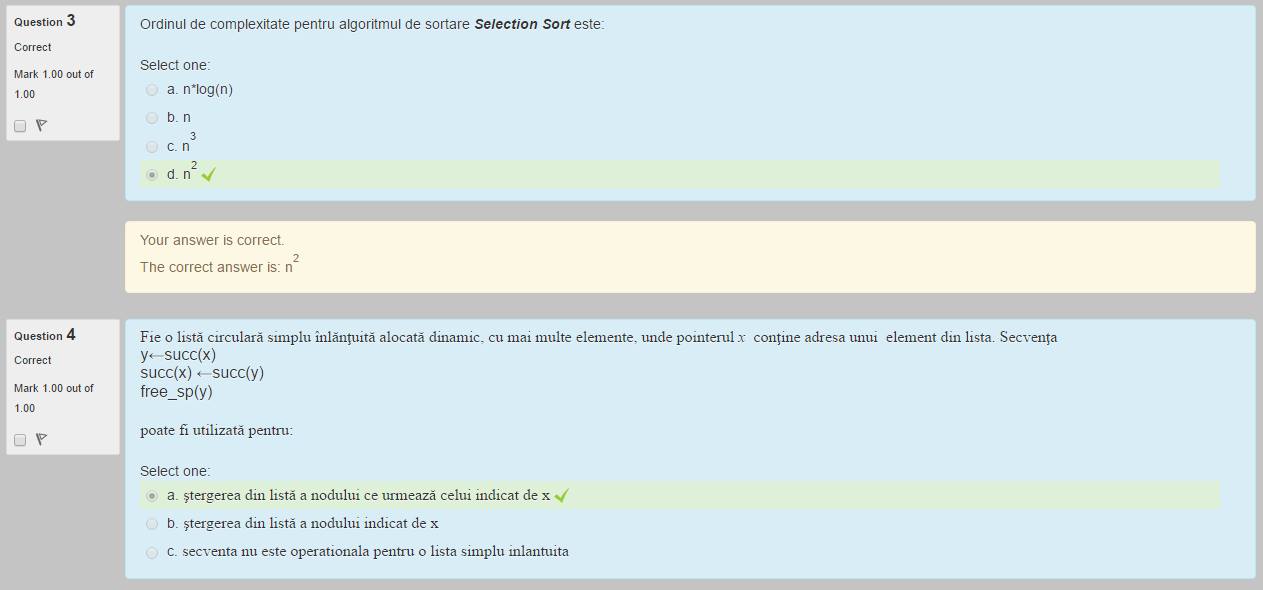 Question 3
Correct
Mark 1.00 out of
1.00
Ordinul de complexitate pentru algoritmul de sortare Selection Sort este:
Select one:
a. n*log(n)
b. n
c. n³
d. n²
Your answer is correct.
The correct answer is: n²
Question 4
Correct
Mark 1.00 out of
1.00
Fie o listă circulară simplu înlănţuită alocată dinamic, cu mai multe elemente, unde pointerul x conţine adresa unui element din lista. Secvenţa
y←succ(x)
succ(x) ←succ(y)
free_sp(y)
poate fi utilizată pentru:
Select one:
a. ştergerea din listă a nodului ce urmează celui indicat de x
b. ştergerea din listă a nodului indicat de x
c. secventa nu este operationala pentru o lista simplu inlantuita